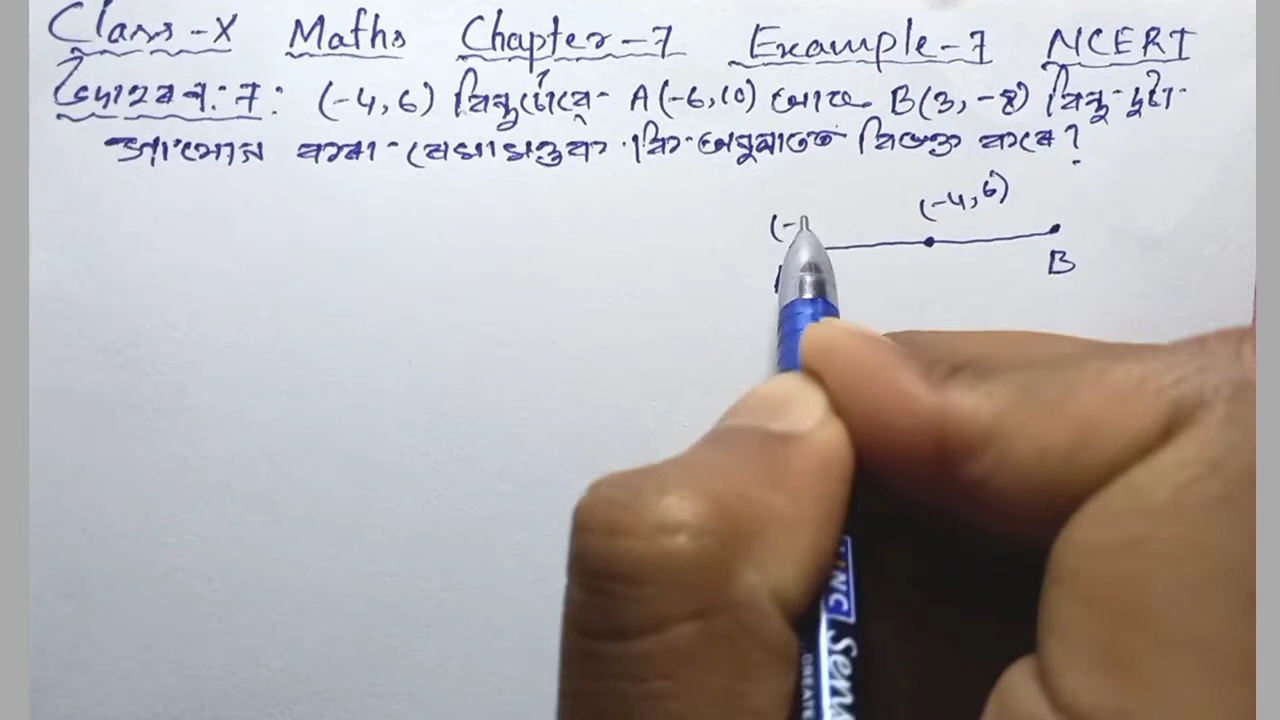 Class-X Maths Chapter-7 Example-7 NCERT
উদাহৰণ: 7: (-4,6) বিন্দুটোৱে A(-6,10) আৰু B(3,-8) বিন্দু দুটা
সংযোগ কৰা ৰেখাখণ্ডক কি অনুপাতত বিভক্ত কৰে?
(-4,6)
(-
B